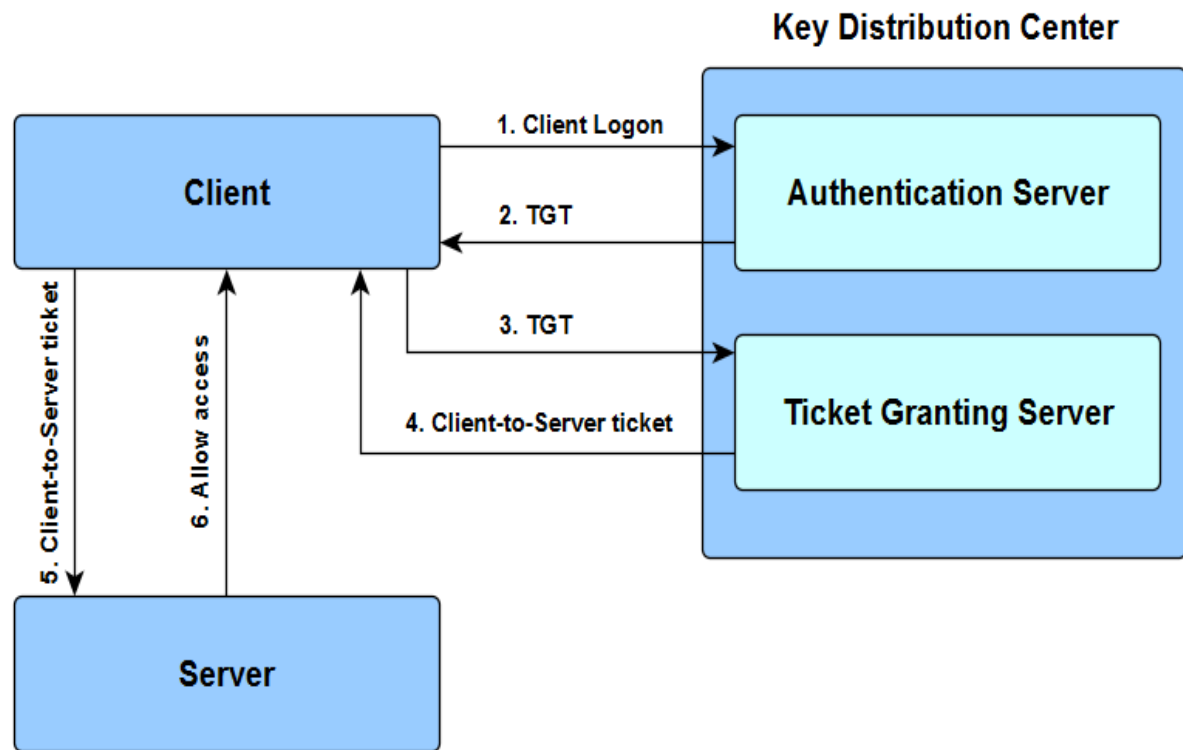 Key Distribution Center
1. Client Logon
Client
Authentication Server
2. TGT
3. TGT
4. Client-to-Server ticket
Ticket Granting Server
5. Client-to-Server ticket
6. Allow access
Server